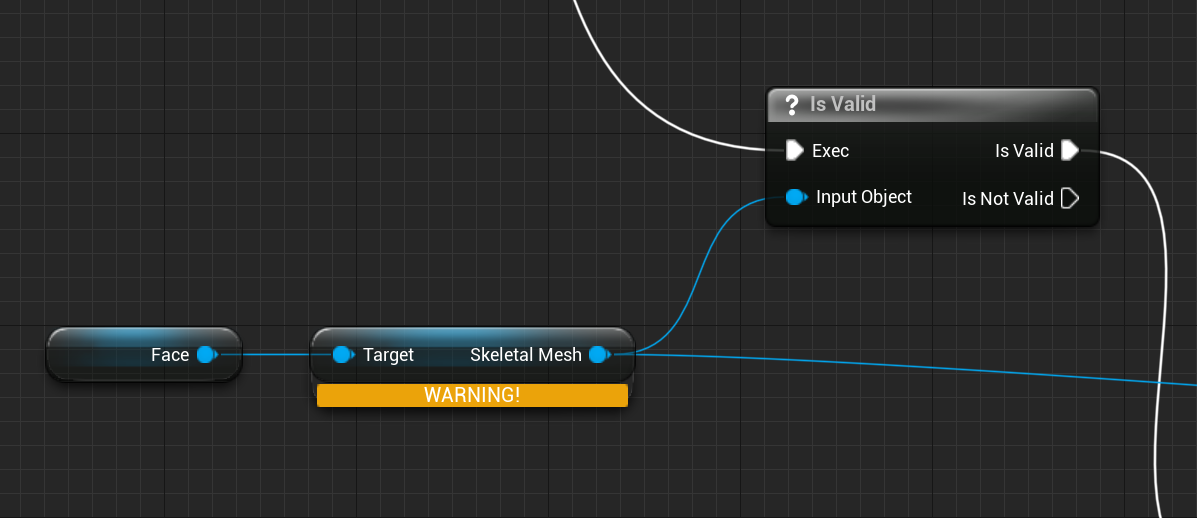 ? Is Valid
Exec
Is Valid
Input Object
Is Not Valid
Face
Target
Skeletal Mesh
WARNING!